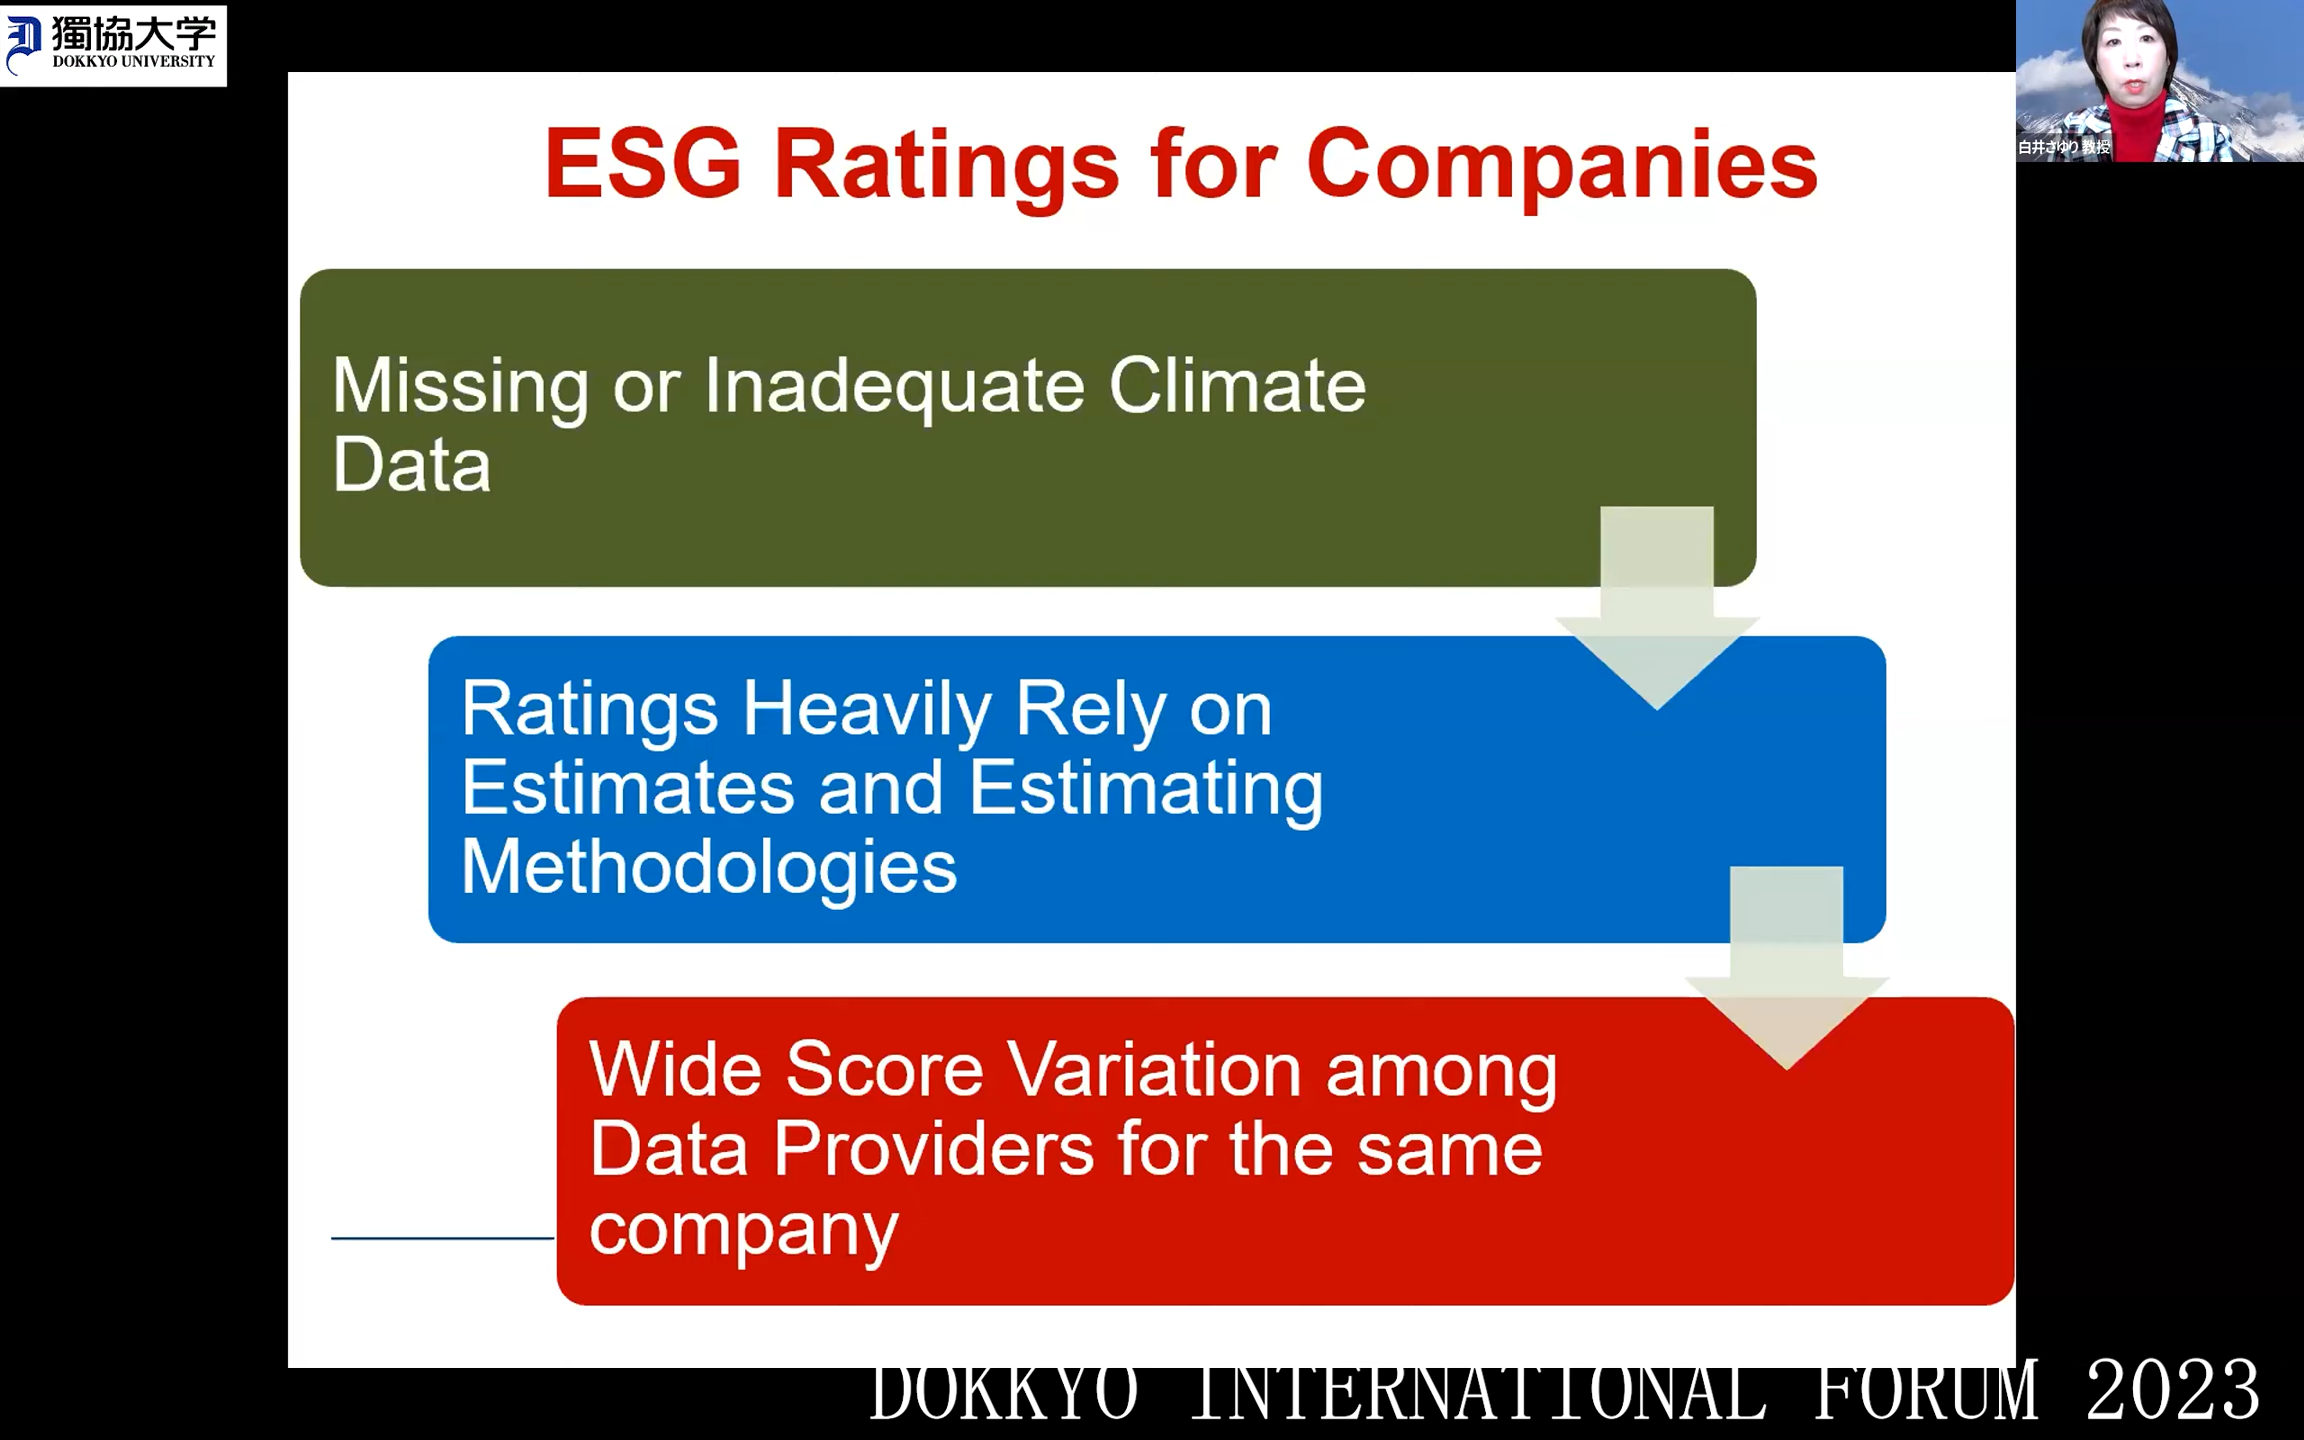 獨協大学
DOKKYO UNIVERSITY
白井さゆり 教授
ESG Ratings for Companies
Missing or Inadequate Climate
Data
Ratings Heavily Rely on
Estimates and Estimating
Methodologies
Wide Score Variation among
Data Providers for the same
company
DOKKYO INTERNATIONAL FORUM 2023